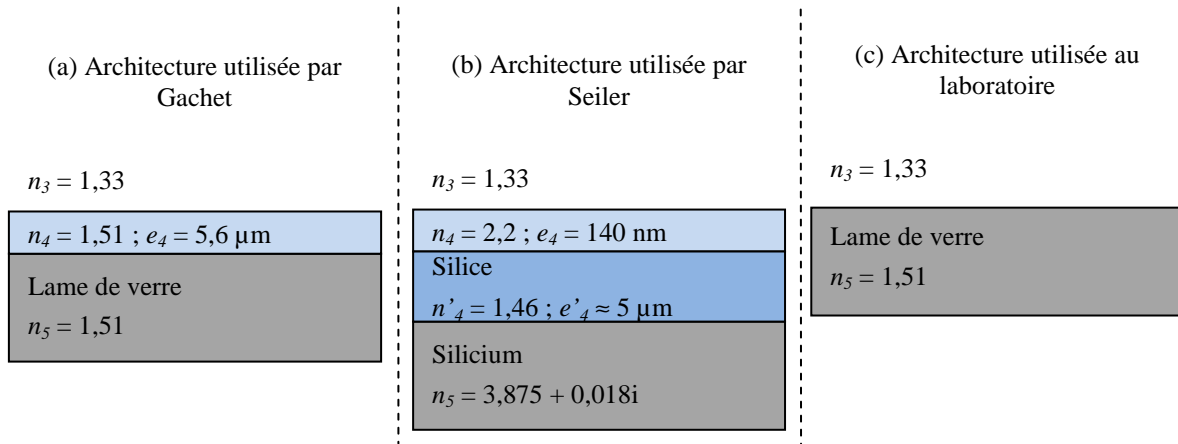 (a) Architecture utilisée par
Gachet
n3 = 1,33
n4 = 1,51 ; e4 = 5,6 µm
Lame de verre
n5 = 1,51
(b) Architecture utilisée par
Seiler
n3 = 1,33
n4 = 2,2 ; e4 = 140 nm
Silice
n'4 = 1,46 ; e'4 ≈ 5 µm
Silicium
n5 = 3,875 + 0,018i
(c) Architecture utilisée au
laboratoire
n3 = 1,33
Lame de verre
n5 = 1,51